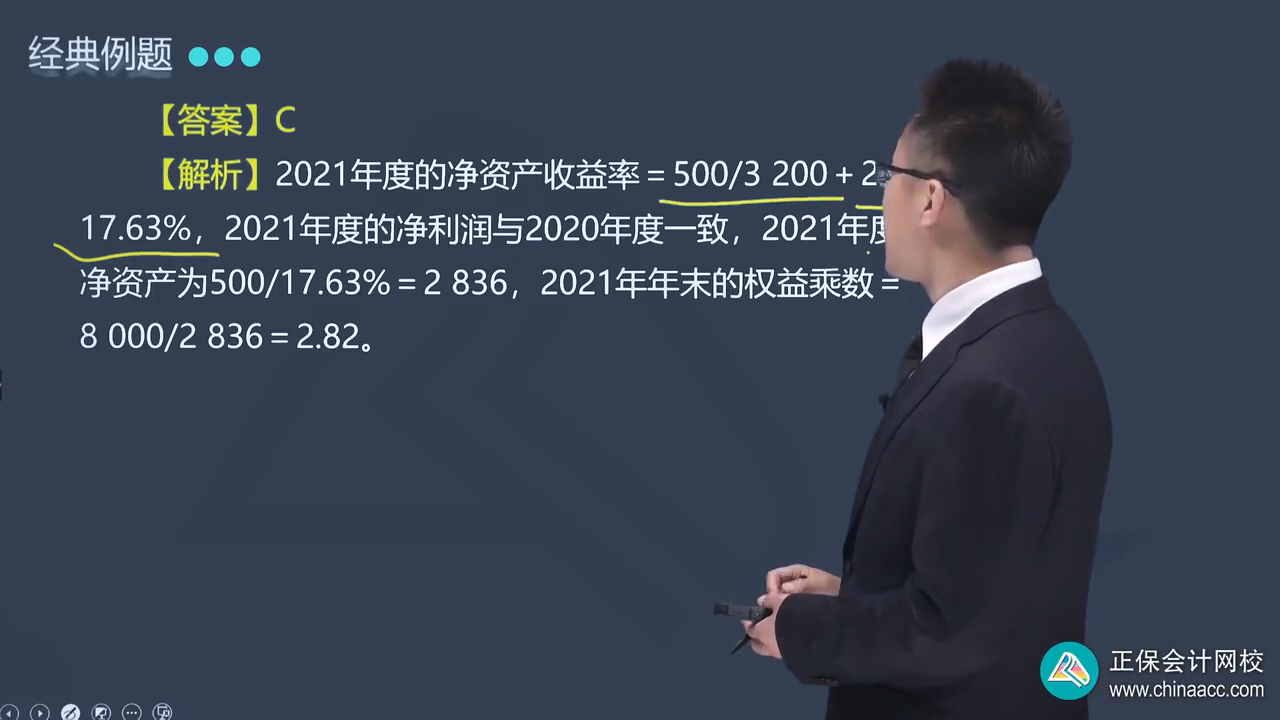 经典例题
【答案】C
【解析】2021年度的净资产收益率＝500/3 200＋2
17.63%，2021年度的净利润与2020年度一致，2021年度
净资产为500/17.63%＝2 836，2021年年末的权益乘数＝
8 000/2 836＝2.82。
正保会计网校
www.chinaacc.com